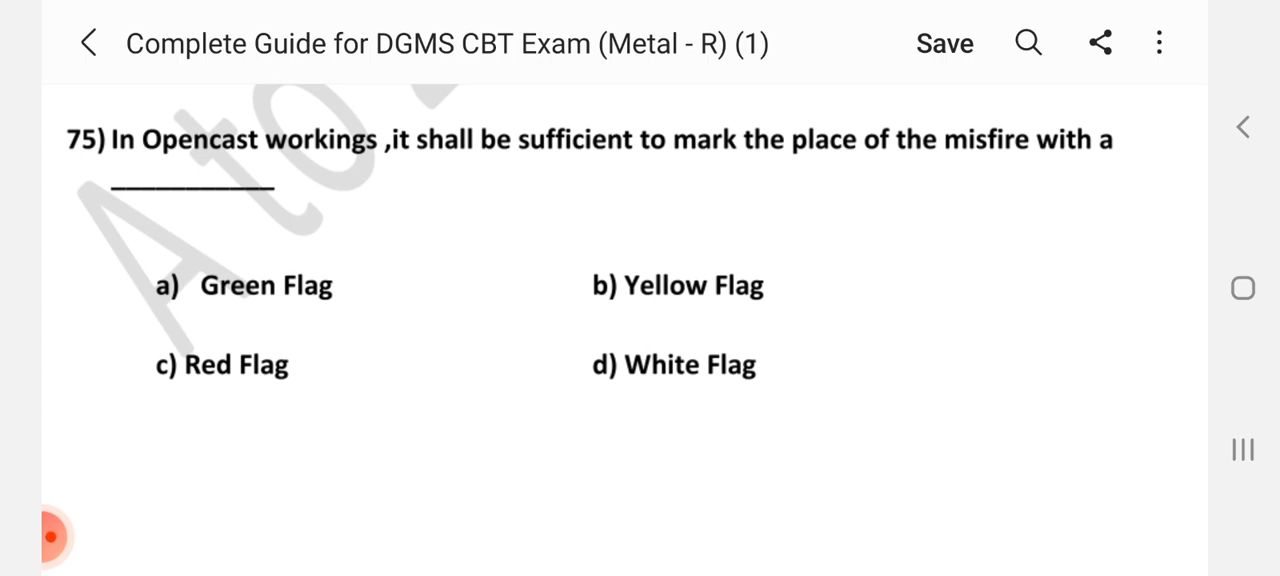 Complete Guide for DGMS CBT Exam (Metal - R) (1) Save
A to
75) In Opencast workings ,it shall be sufficient to mark the place of the misfire with a
___________
a) Green Flag b) Yellow Flag
c) Red Flag d) White Flag